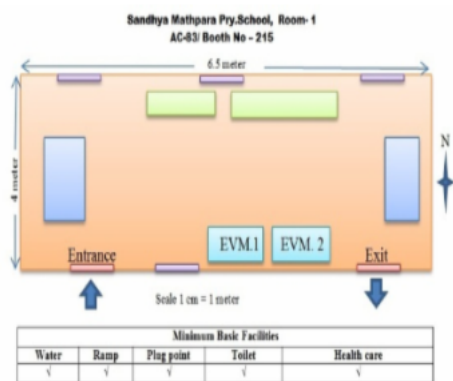 Sandhya Mathpara Pry.School, Room- 1
AC-83/ Booth No - 215
6.5 meter
4 meter
N
EVM.1 EVM. 2
Entrance Exit
Scale 1 cm = 1 meter
Minimum Basic Facilities
Water Ramp Plug point Toilet Health care
√ √ √ √ √